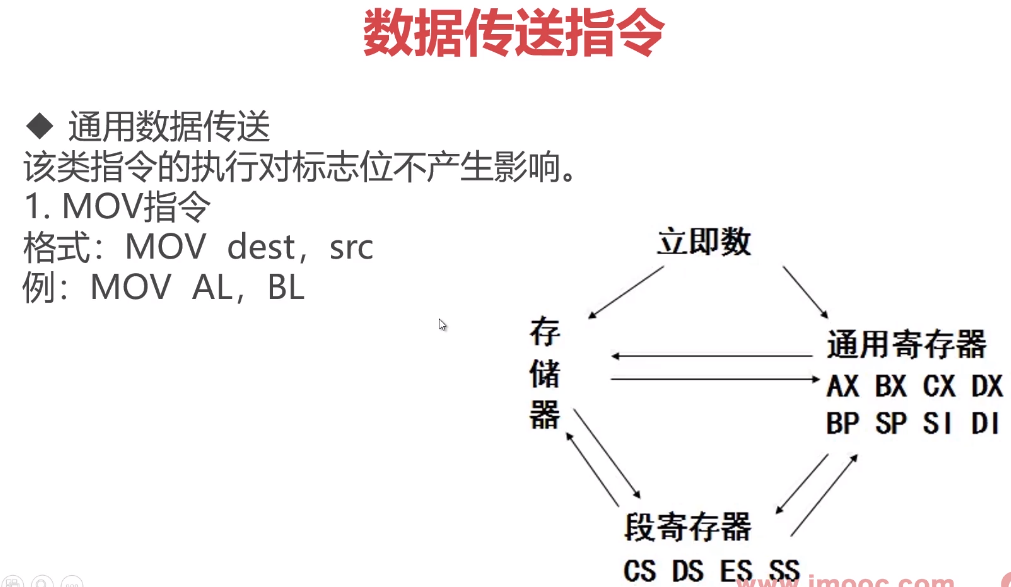 数据传送指令
◆ 通用数据传送
该类指令的执行对标志位不产生影响。
1. MOV指令
格式：MOV dest，src
例：MOV AL，BL
立即数
存储器
通用寄存器
AX BX CX DX
BP SP SI DI
段寄存器
CS DS ES SS
www.imooc.com